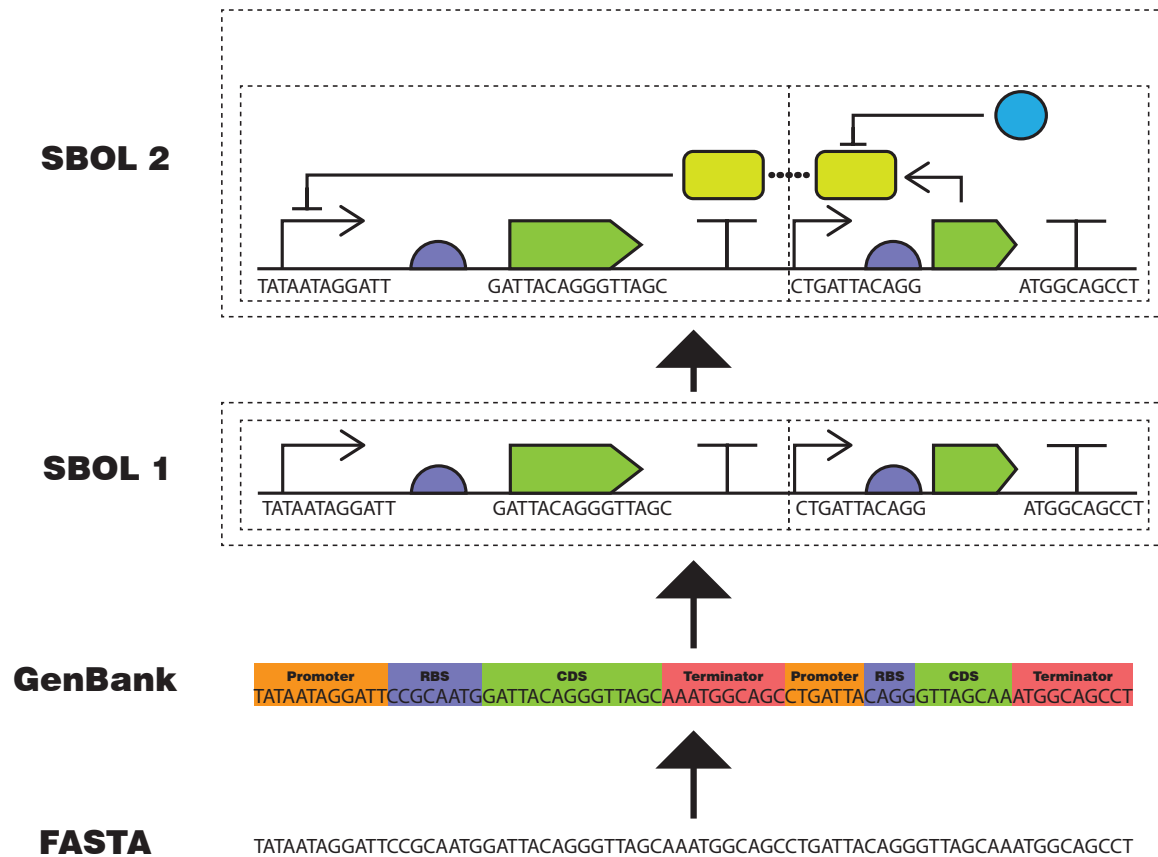 SBOL 2
TATAATAGGATT GATTACAGGGTTAGC CTGATTACAGG ATGGCAGCCT
SBOL 1
TATAATAGGATT GATTACAGGGTTAGC CTGATTACAGG ATGGCAGCCT
GenBank
Promoter RBS CDS Terminator Promoter RBS CDS Terminator
TATAATAGGATTCCGCAATGGATTACAGGGTTAGCAAATGGCAGCCTGATTACAGGGTTAGCAAATGGCAGCCT
FASTA
TATAATAGGATTCCGCAATGGATTACAGGGTTAGCAAATGGCAGCCTGATTACAGGGTTAGCAAATGGCAGCCT